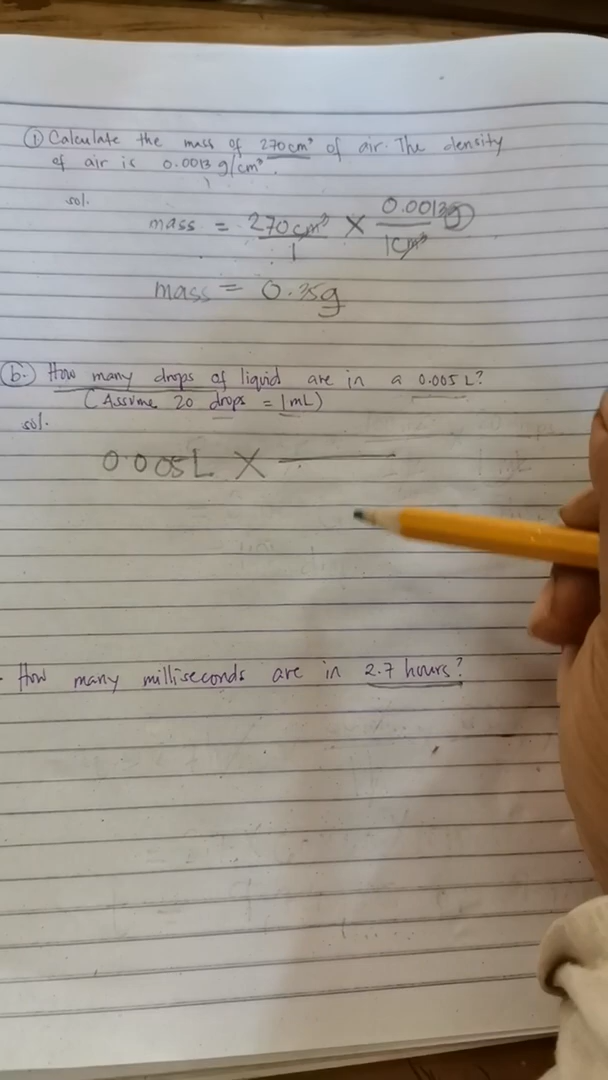 ① Calculate the mass of 270cm³ of air. The density
of air is 0.0013 g/cm³.
sol.
mass = 270cm³/1 × 0.0013g/1cm³
mass = 0.35g
b. How many drops of liquid are in a 0.005 L?
(Assume 20 drops = 1mL)
sol.
0.005L ×
- How many milliseconds are in 2.7 hours?